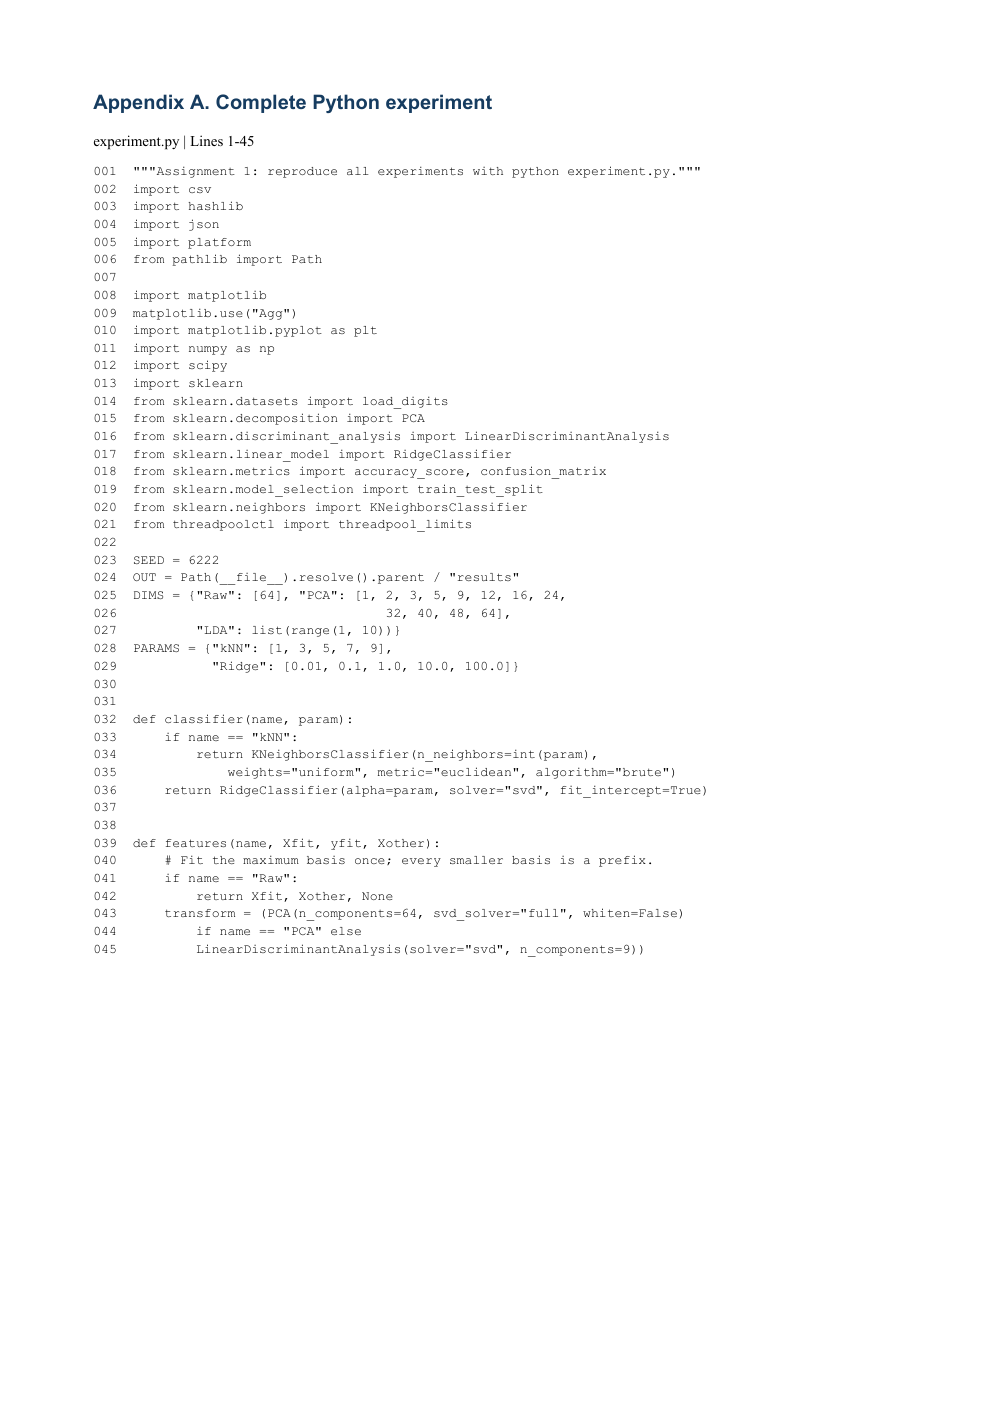 Appendix A. Complete Python experiment
experiment.py | Lines 1-45
001  """Assignment 1: reproduce all experiments with python experiment.py."""
002  import csv
003  import hashlib
004  import json
005  import platform
006  from pathlib import Path
007
008  import matplotlib
009  matplotlib.use("Agg")
010  import matplotlib.pyplot as plt
011  import numpy as np
012  import scipy
013  import sklearn
014  from sklearn.datasets import load_digits
015  from sklearn.decomposition import PCA
016  from sklearn.discriminant_analysis import LinearDiscriminantAnalysis
017  from sklearn.linear_model import RidgeClassifier
018  from sklearn.metrics import accuracy_score, confusion_matrix
019  from sklearn.model_selection import train_test_split
020  from sklearn.neighbors import KNeighborsClassifier
021  from threadpoolctl import threadpool_limits
022
023  SEED = 6222
024  OUT = Path(__file__).resolve().parent / "results"
025  DIMS = {"Raw": [64], "PCA": [1, 2, 3, 5, 9, 12, 16, 24,
026                                  32, 40, 48, 64],
027          "LDA": list(range(1, 10))}
028  PARAMS = {"kNN": [1, 3, 5, 7, 9],
029            "Ridge": [0.01, 0.1, 1.0, 10.0, 100.0]}
030
031
032  def classifier(name, param):
033      if name == "kNN":
034          return KNeighborsClassifier(n_neighbors=int(param),
035              weights="uniform", metric="euclidean", algorithm="brute")
036      return RidgeClassifier(alpha=param, solver="svd", fit_intercept=True)
037
038
039  def features(name, Xfit, yfit, Xother):
040      # Fit the maximum basis once; every smaller basis is a prefix.
041      if name == "Raw":
042          return Xfit, Xother, None
043      transform = (PCA(n_components=64, svd_solver="full", whiten=False)
044          if name == "PCA" else
045          LinearDiscriminantAnalysis(solver="svd", n_components=9))